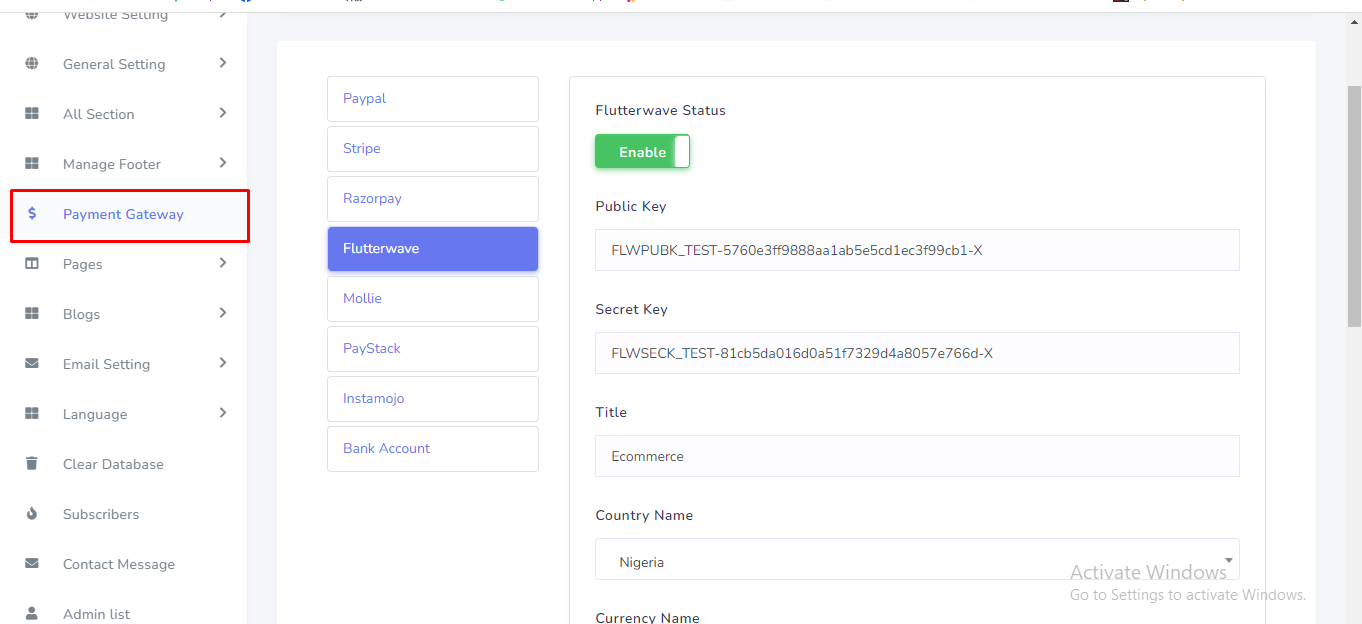 Website Setting
General Setting
All Section
Manage Footer
Payment Gateway
Pages
Blogs
Email Setting
Language
Clear Database
Subscribers
Contact Message
Admin list
Paypal
Stripe
Razorpay
Flutterwave
Mollie
PayStack
Instamojo
Bank Account
Flutterwave Status
Enable
Public Key
FLWPUBK_TEST-5760e3ff9888aa1ab5e5cd1ec3f99cb1-X
Secret Key
FLWSECK_TEST-81cb5da016d0a51f7329d4a8057e766d-X
Title
Ecommerce
Country Name
Nigeria
Currency Name
Activate Windows
Go to Settings to activate Windows.